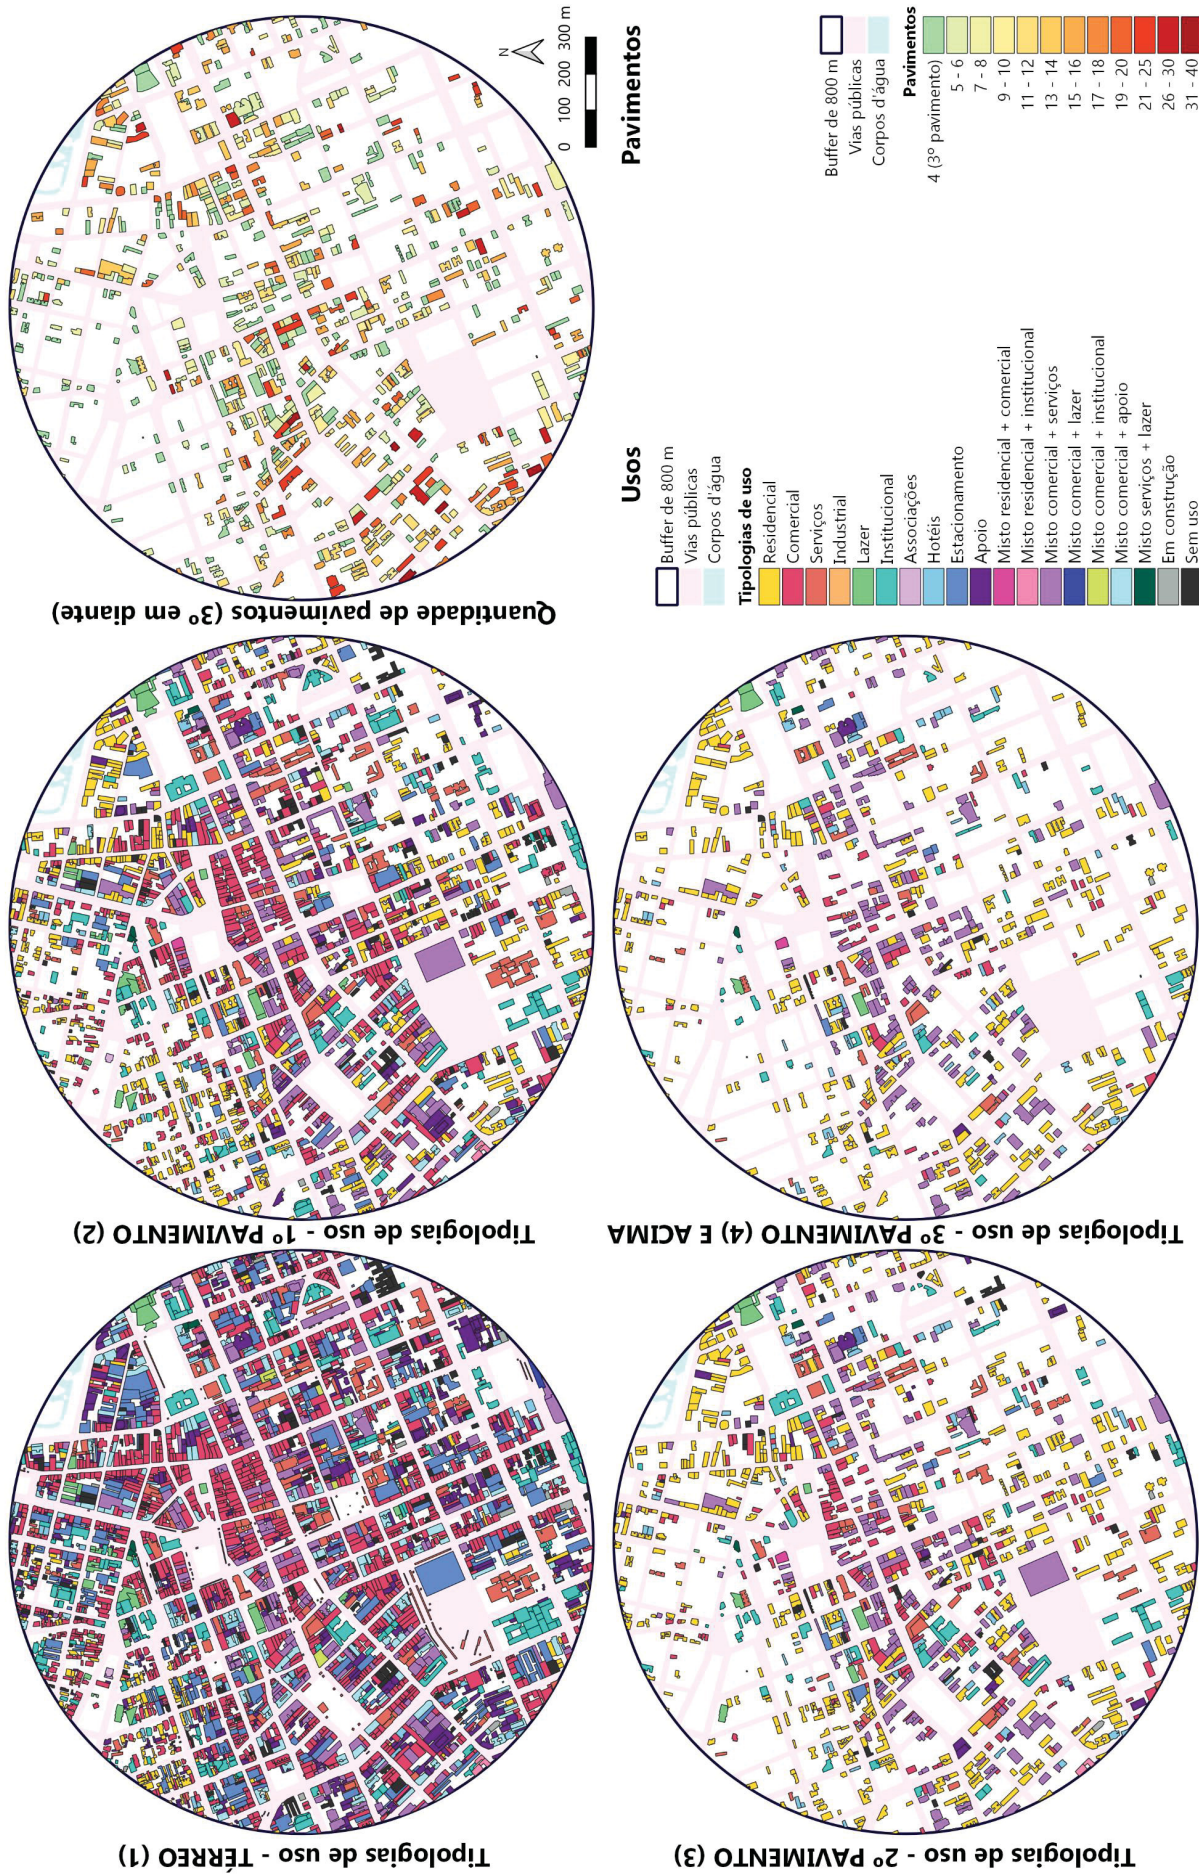 Tipologias de uso - TÉRREO (1)
Tipologias de uso - 1º PAVIMENTO (2)
Quantidade de pavimentos (3º em diante)
N
0 100 200 300 m
Tipologias de uso - 2º PAVIMENTO (3)
Tipologias de uso - 3º PAVIMENTO (4) E ACIMA
Usos
Buffer de 800 m
Vias públicas
Corpos d'água
Tipologias de uso
Residencial
Comercial
Serviços
Industrial
Lazer
Institucional
Associações
Hotéis
Estacionamento
Apoio
Misto residencial + comercial
Misto residencial + institucional
Misto comercial + serviços
Misto comercial + lazer
Misto comercial + institucional
Misto comercial + apoio
Misto serviços + lazer
Em construção
Sem uso
Pavimentos
Buffer de 800 m
Vias públicas
Corpos d'água
Pavimentos
4 (3º pavimento)
5 - 6
7 - 8
9 - 10
11 - 12
13 - 14
15 - 16
17 - 18
19 - 20
21 - 25
26 - 30
31 - 40